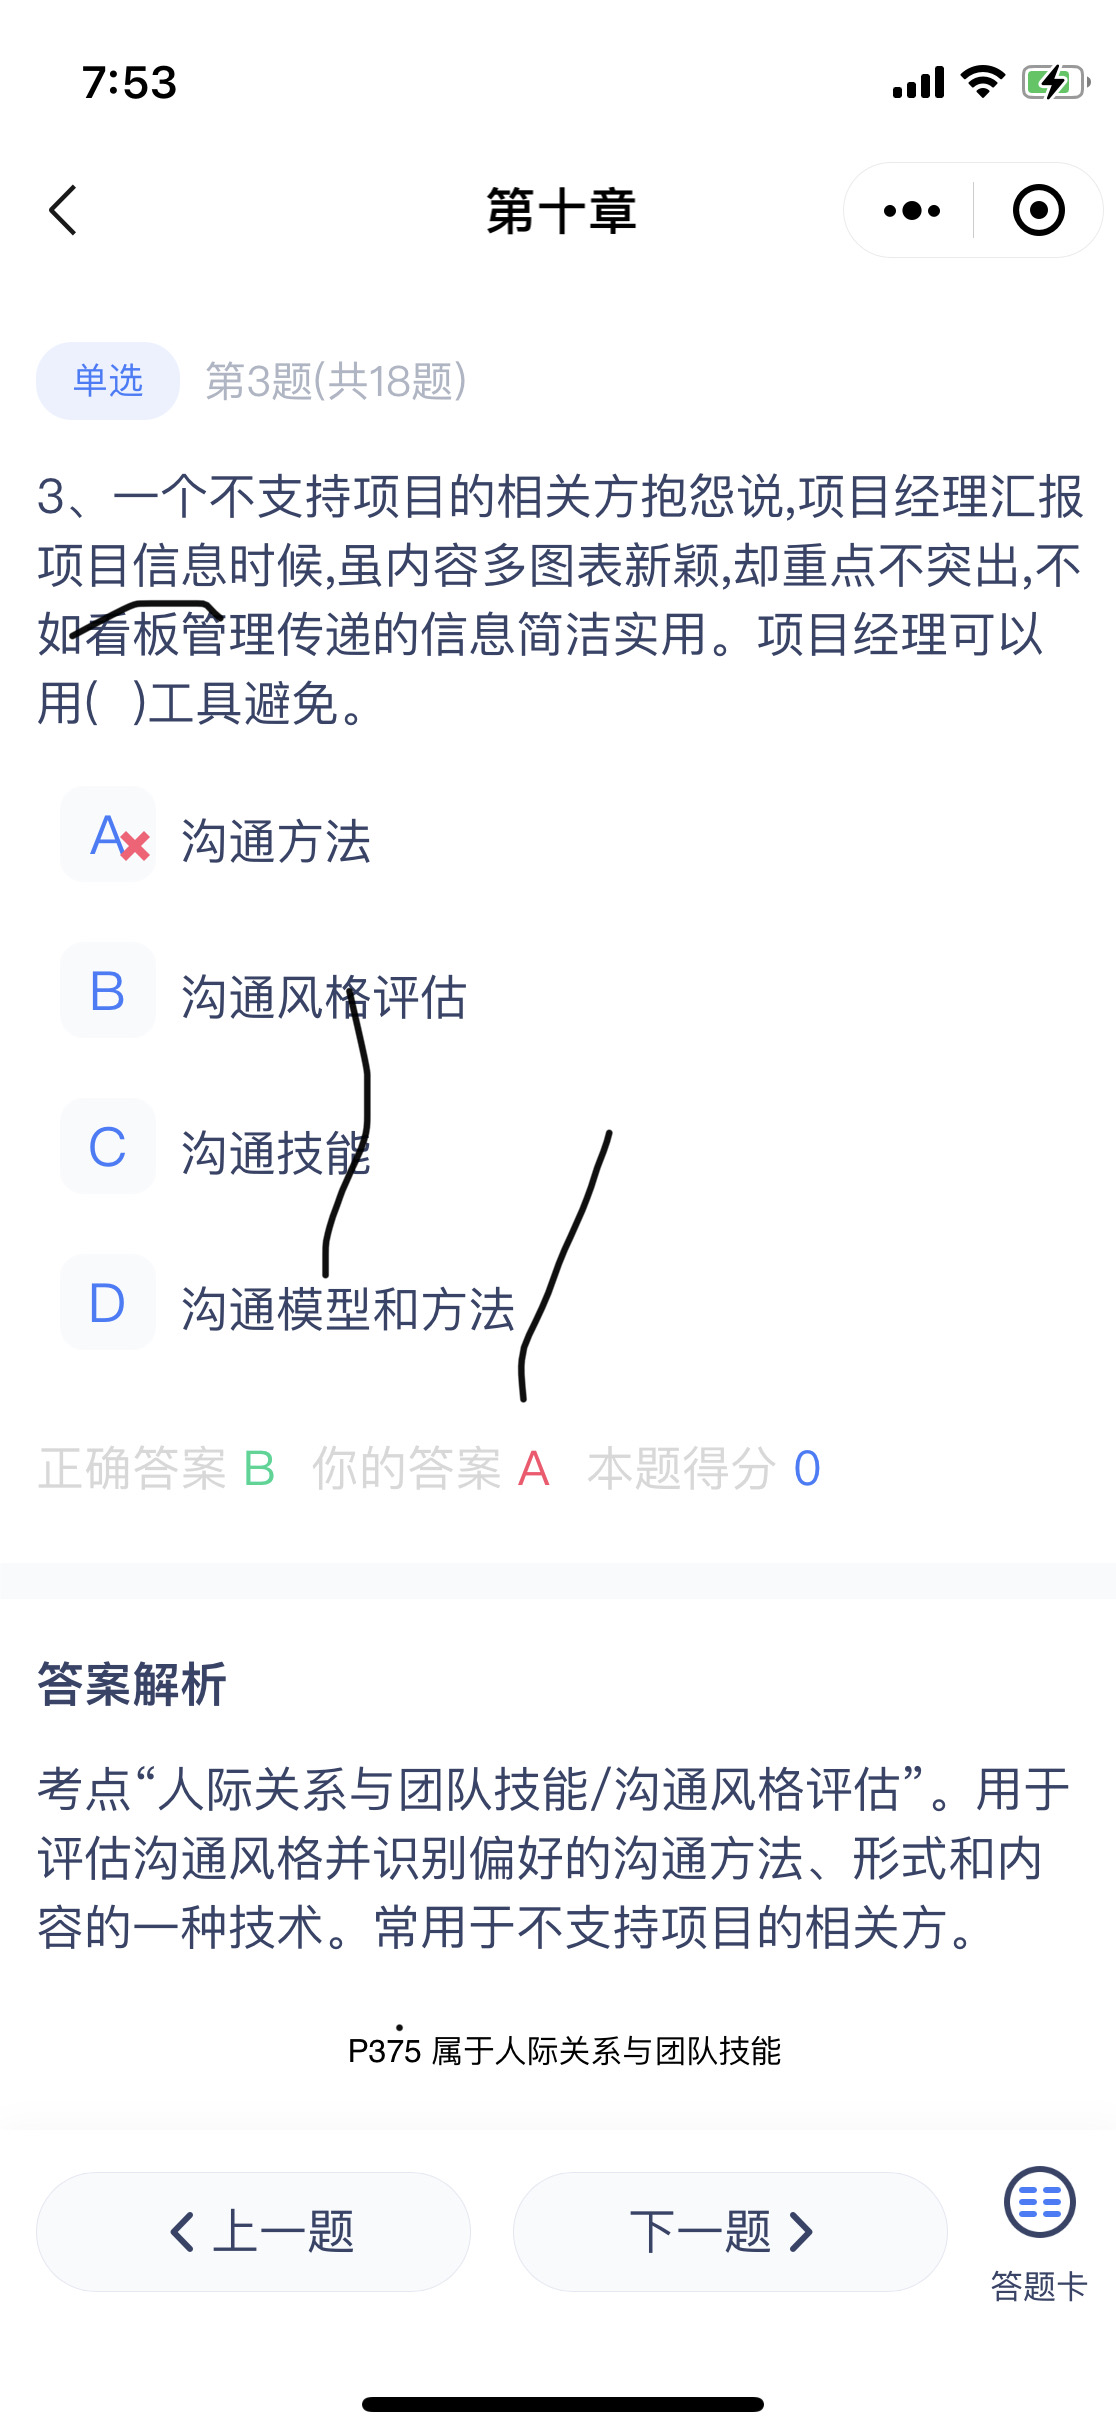 7:53
第十章
单选 第3题(共18题)
3、一个不支持项目的相关方抱怨说,项目经理汇报
项目信息时候,虽内容多图表新颖,却重点不突出,不
如看板管理传递的信息简洁实用。项目经理可以
用( )工具避免。
A 沟通方法
B 沟通风格评估
C 沟通技能
D 沟通模型和方法
正确答案 B 你的答案 A 本题得分 0
答案解析
考点“人际关系与团队技能/沟通风格评估”。用于
评估沟通风格并识别偏好的沟通方法、形式和内
容的一种技术。常用于不支持项目的相关方。
P375 属于人际关系与团队技能
上一题 下一题
答题卡